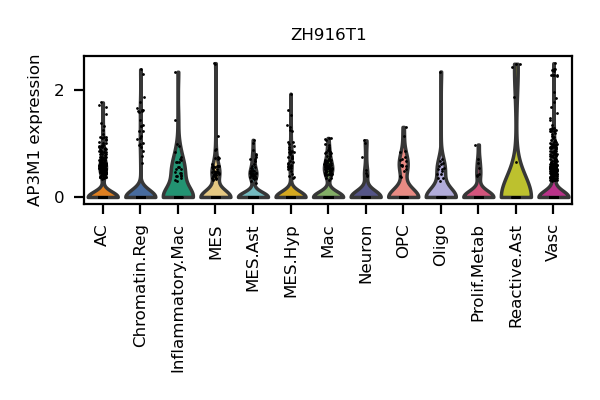 ZH916T1
AP3M1 expression
2
0
AC
Chromatin.Reg
Inflammatory.Mac
MES
MES.Ast
MES.Hyp
Mac
Neuron
OPC
Oligo
Prolif.Metab
Reactive.Ast
Vasc